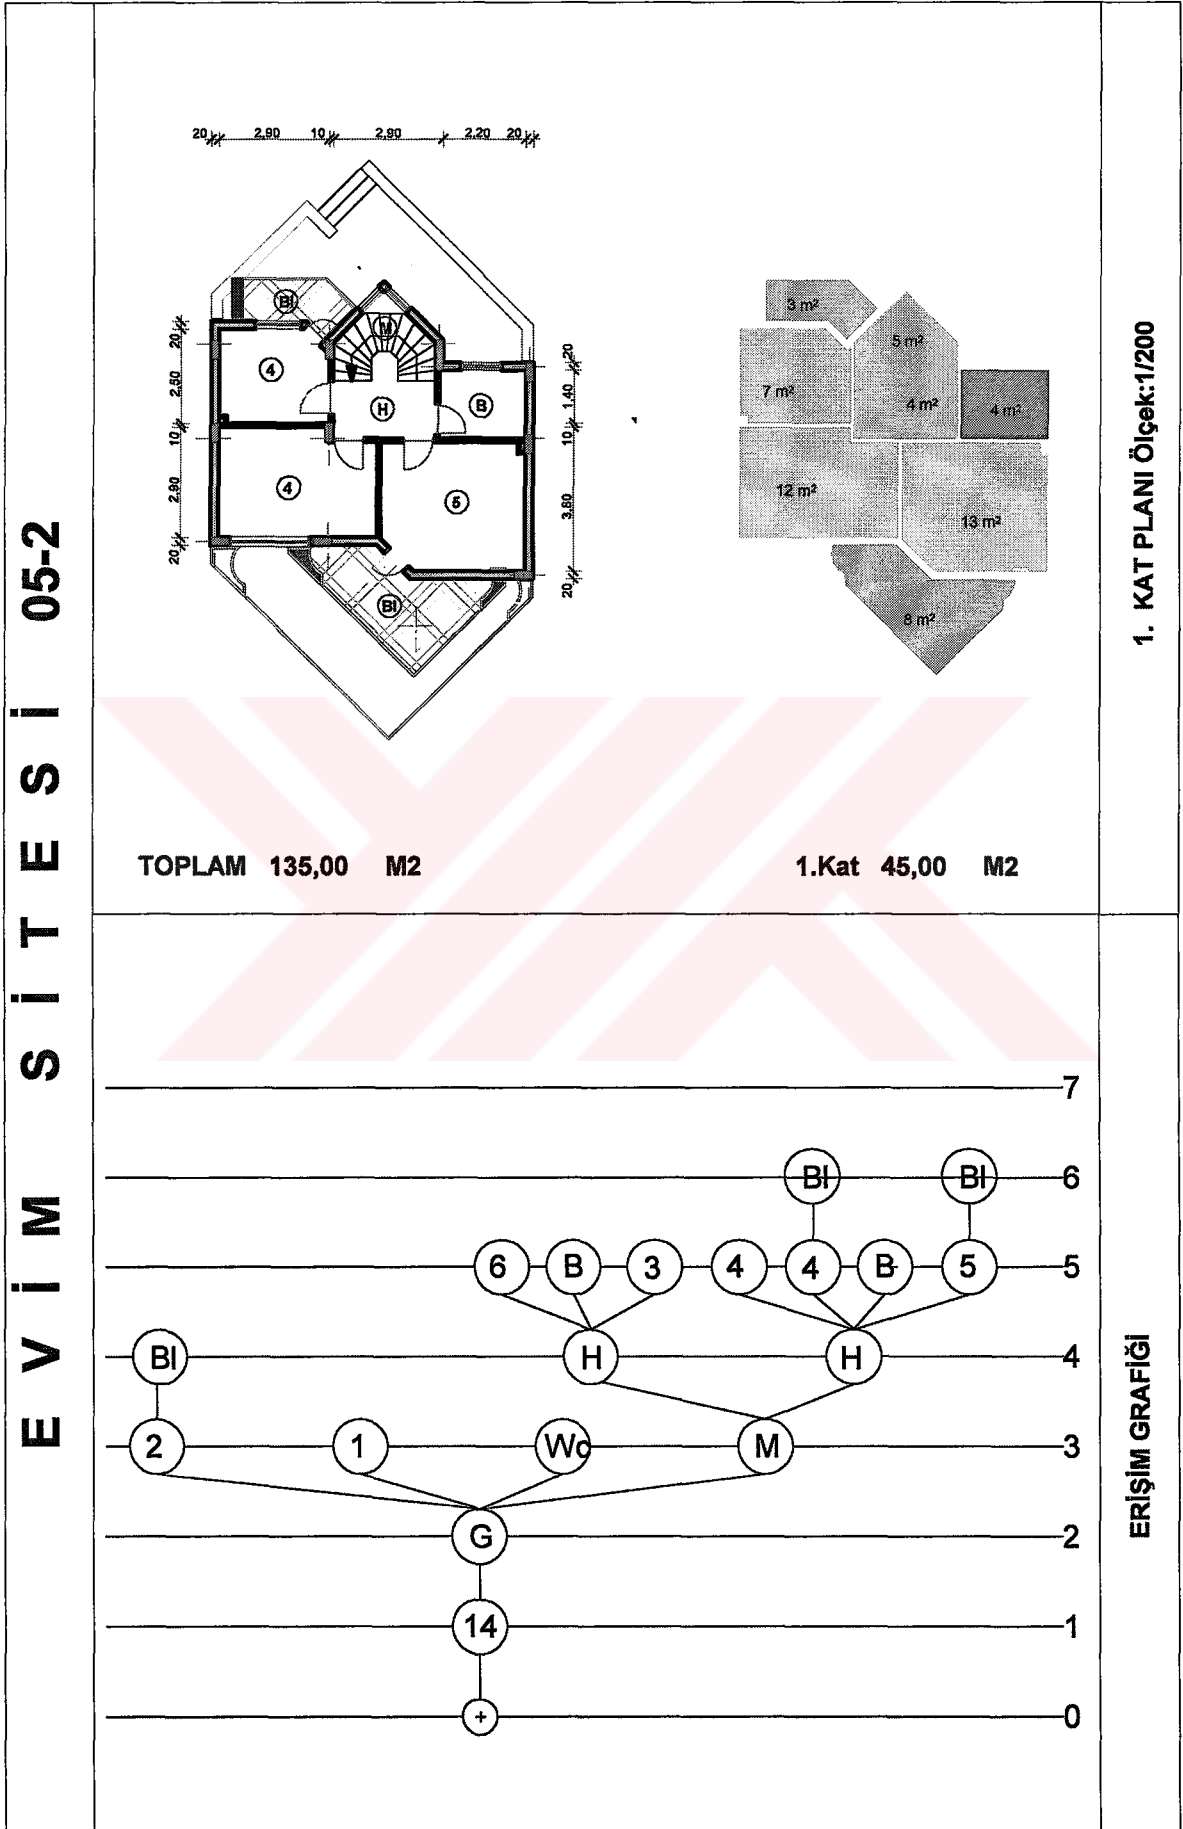 EVİM SİTESİ 05-2
20 2,90 10 2,90 2,20 20
20 2,60 10 2,90 20
20 1,40 10 3,80 20
Bl
M
4
H
B
4
5
Bl
3 m²
5 m²
7 m²
4 m²
4 m²
12 m²
13 m²
8 m²
TOPLAM 135,00 M2
1.Kat 45,00 M2
1. KAT PLANI Ölçek:1/200
7
Bl Bl 6
6 B 3 4 4 B 5 5
Bl H H 4
2 1 Wc M 3
G 2
14 1
+ 0
ERİŞİM GRAFİĞİ